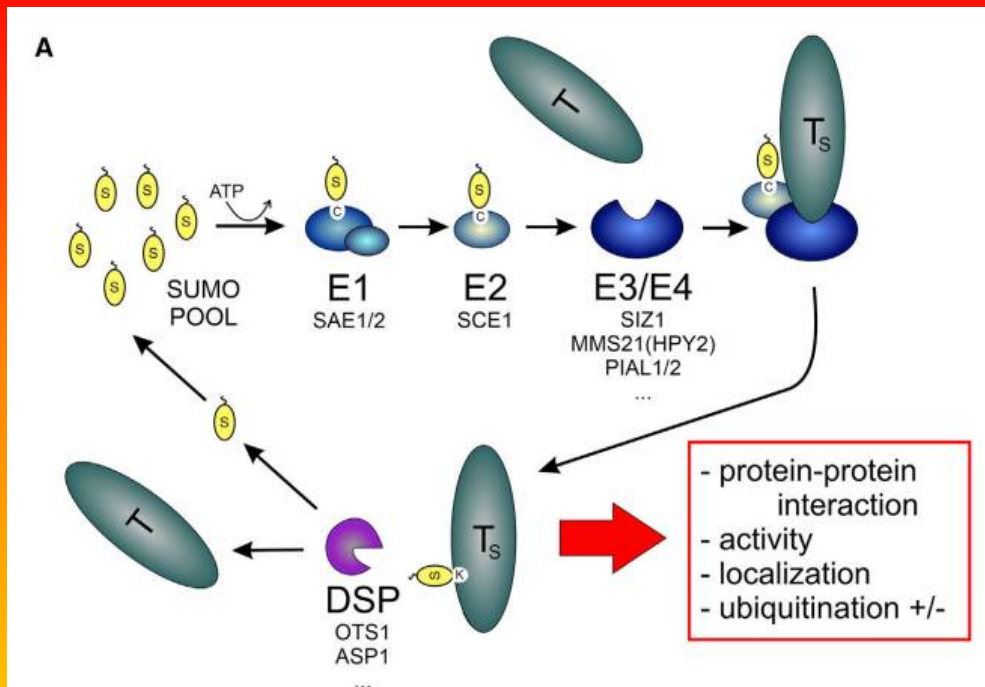 A
T
T
S
S
C
S
S
S
S
S
S
ATP
S
C
S
C
SUMO
POOL
E1
SAE1/2
E2
SCE1
E3/E4
SIZ1
MMS21(HPY2)
PIAL1/2
...
S
T
DSP
OTS1
ASP1
...
S
K
T
S
- protein-protein
interaction
- activity
- localization
- ubiquitination +/-